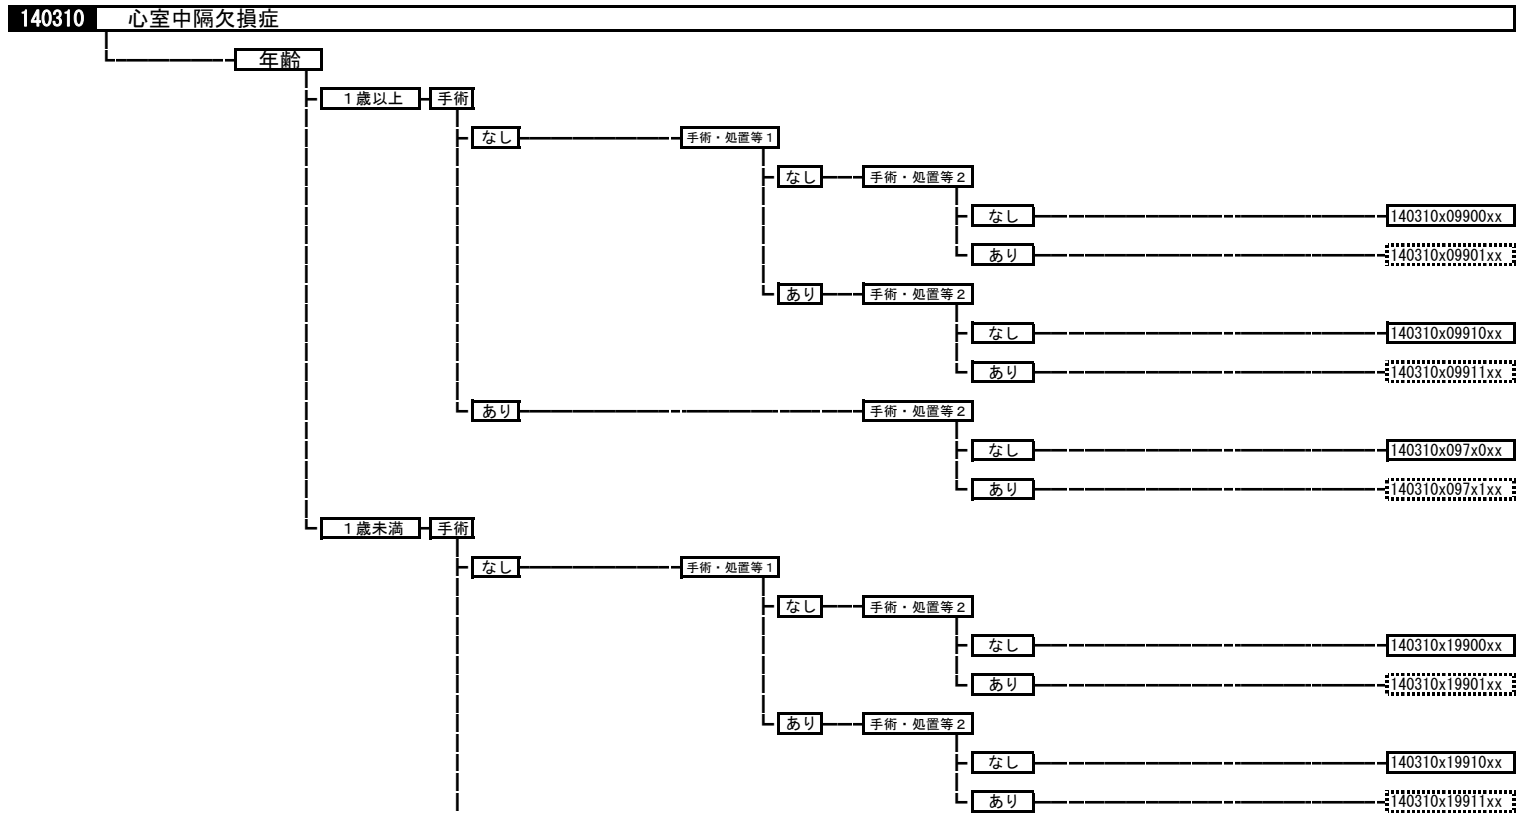 140310 心室中隔欠損症
年齢
１歳以上 手術
なし 手術・処置等１
なし 手術・処置等２
なし 140310x09900xx
あり 140310x09901xx
あり 手術・処置等２
なし 140310x09910xx
あり 140310x09911xx
あり 手術・処置等２
なし 140310x097x0xx
あり 140310x097x1xx
１歳未満 手術
なし 手術・処置等１
なし 手術・処置等２
なし 140310x19900xx
あり 140310x19901xx
あり 手術・処置等２
なし 140310x19910xx
あり 140310x19911xx